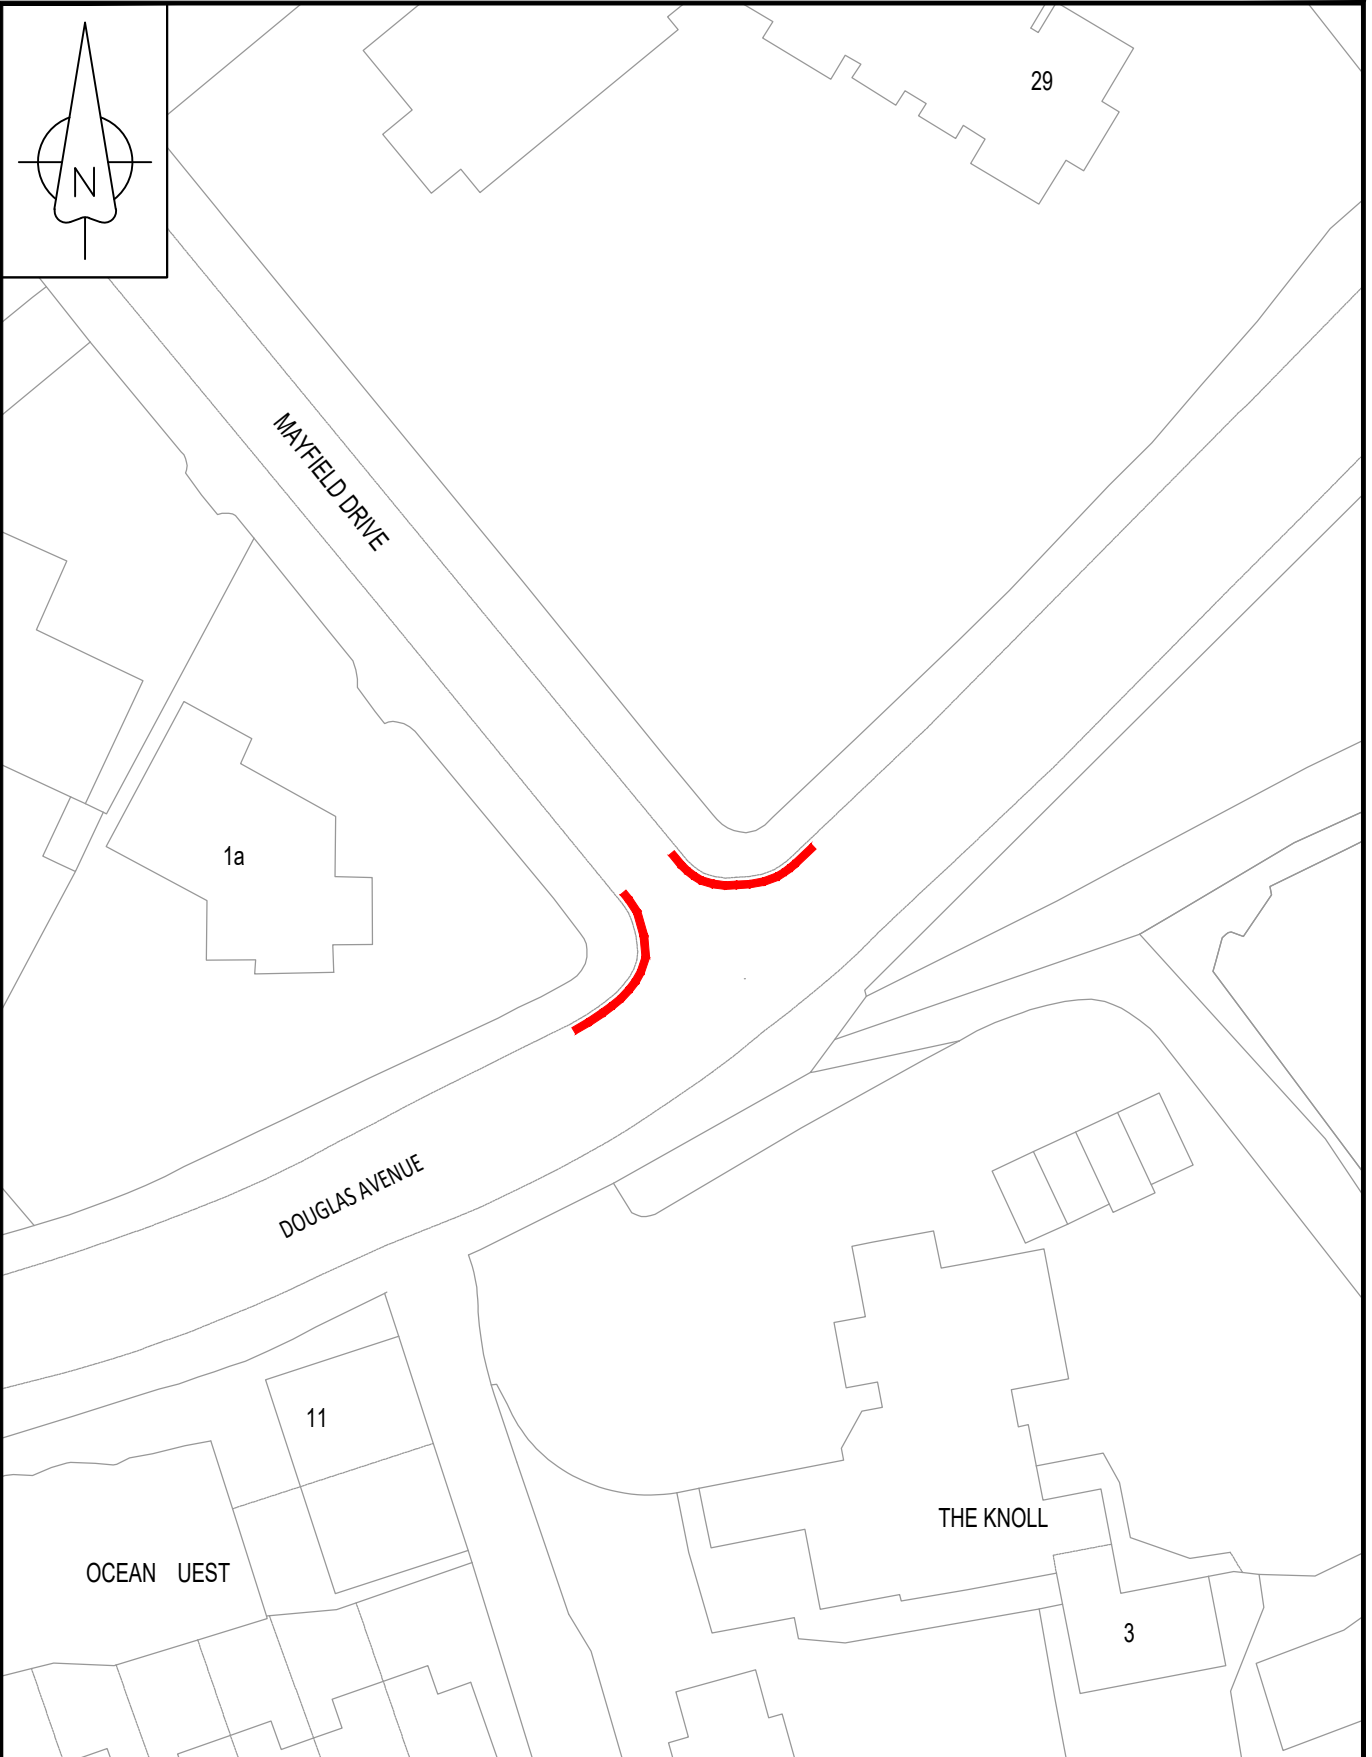 29
N
MAYFIELD DRIVE
1a
DOUGLAS AVENUE
11
THE KNOLL
OCEAN UEST
3